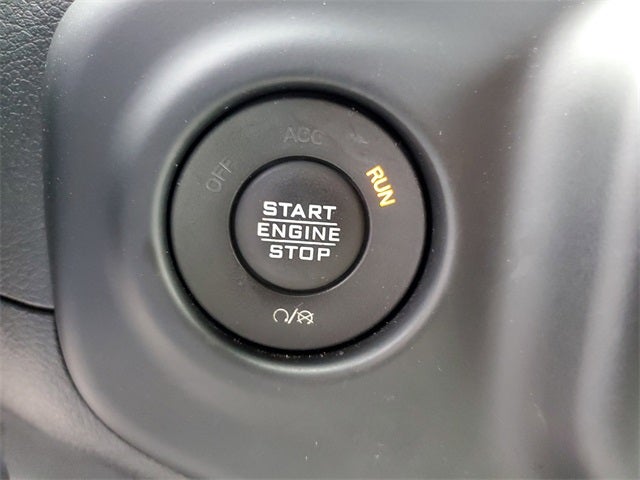 OFF
ACC
RUN
START
ENGINE
STOP